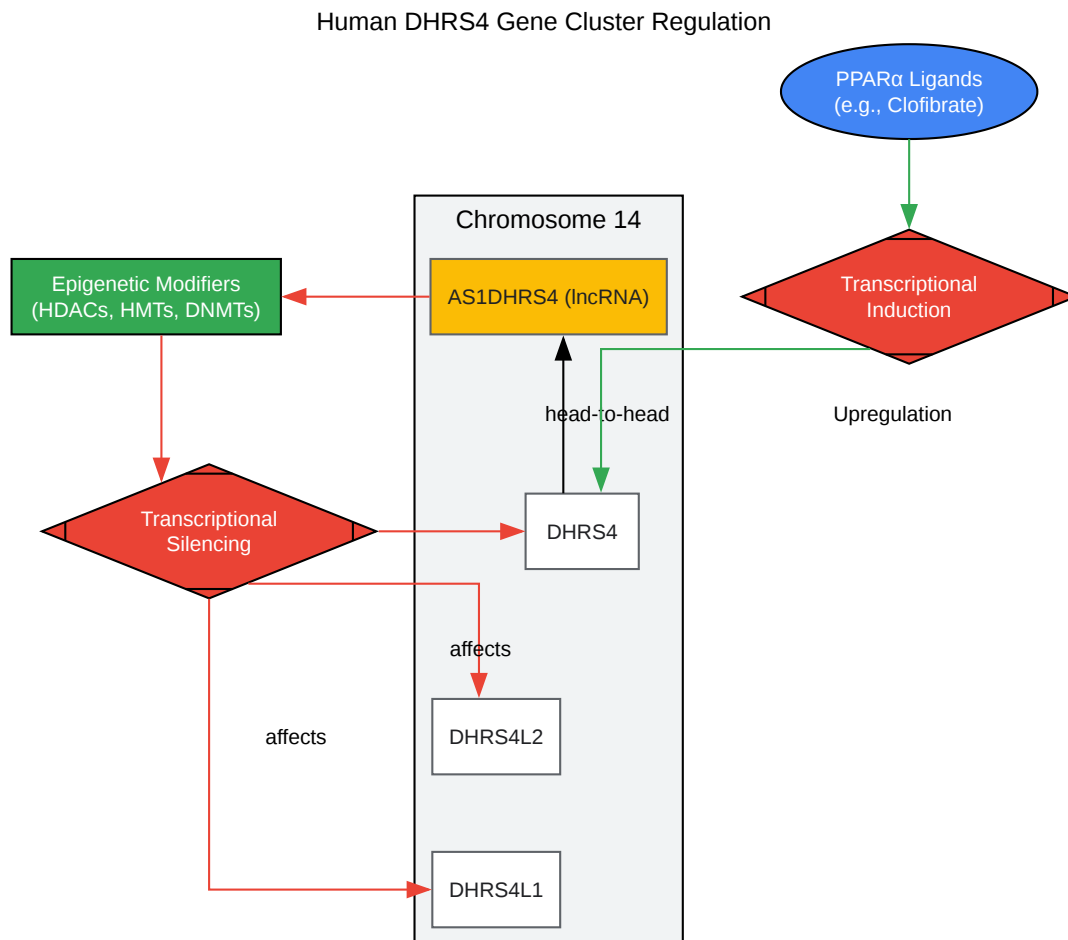 Human DHRS4 Gene Cluster Regulation
PPARα Ligands
(e.g., Clofibrate)
Chromosome 14
Epigenetic Modifiers
(HDACs, HMTs, DNMTs)
AS1DHRS4 (lncRNA)
Transcriptional
Induction
head-to-head
Upregulation
Transcriptional
Silencing
DHRS4
affects
affects
DHRS4L2
DHRS4L1